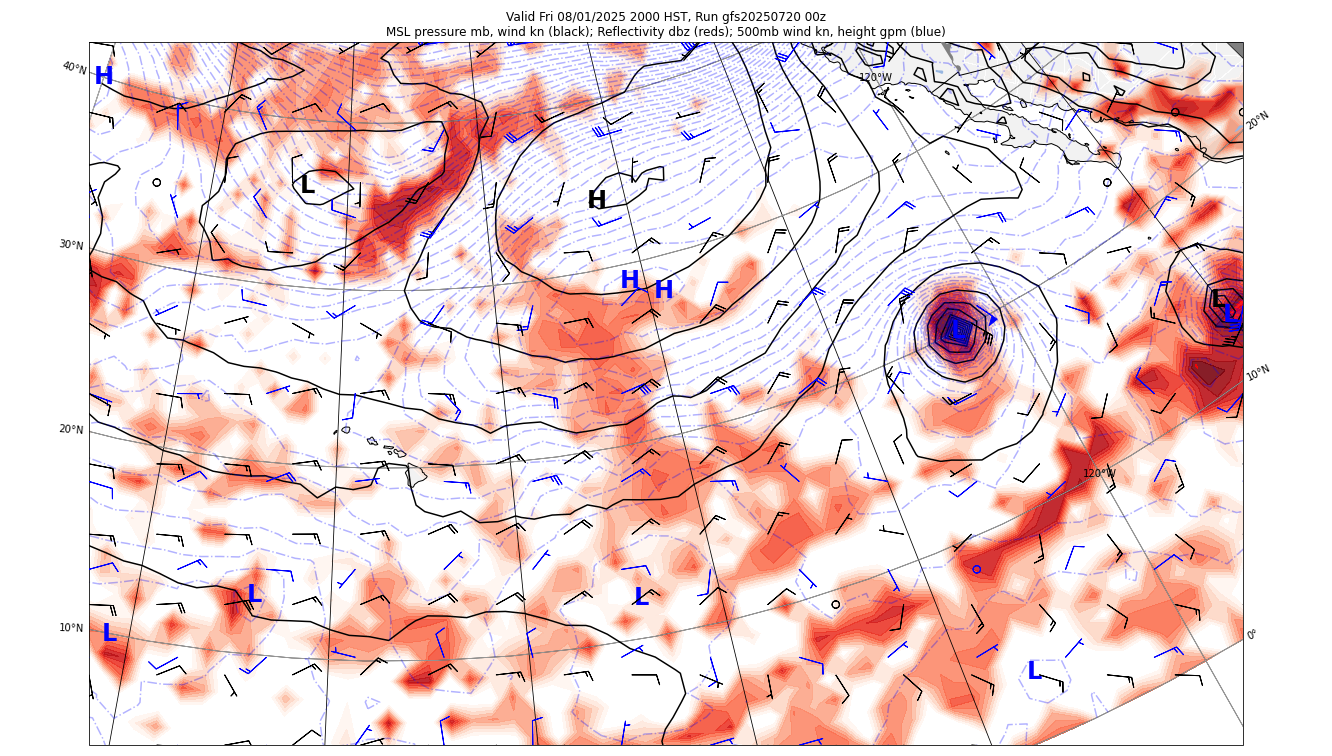 Valid Fri 08/01/2025 2000 HST, Run gfs20250720 00z
MSL pressure mb, wind kn (black); Reflectivity dbz (reds); 500mb wind kn, height gpm (blue)
40°N
H
120°W
20°N
L
H
30°N
H
H
L
L
L
10°N
20°N
120°W
L
L
10°N
L
0°
L